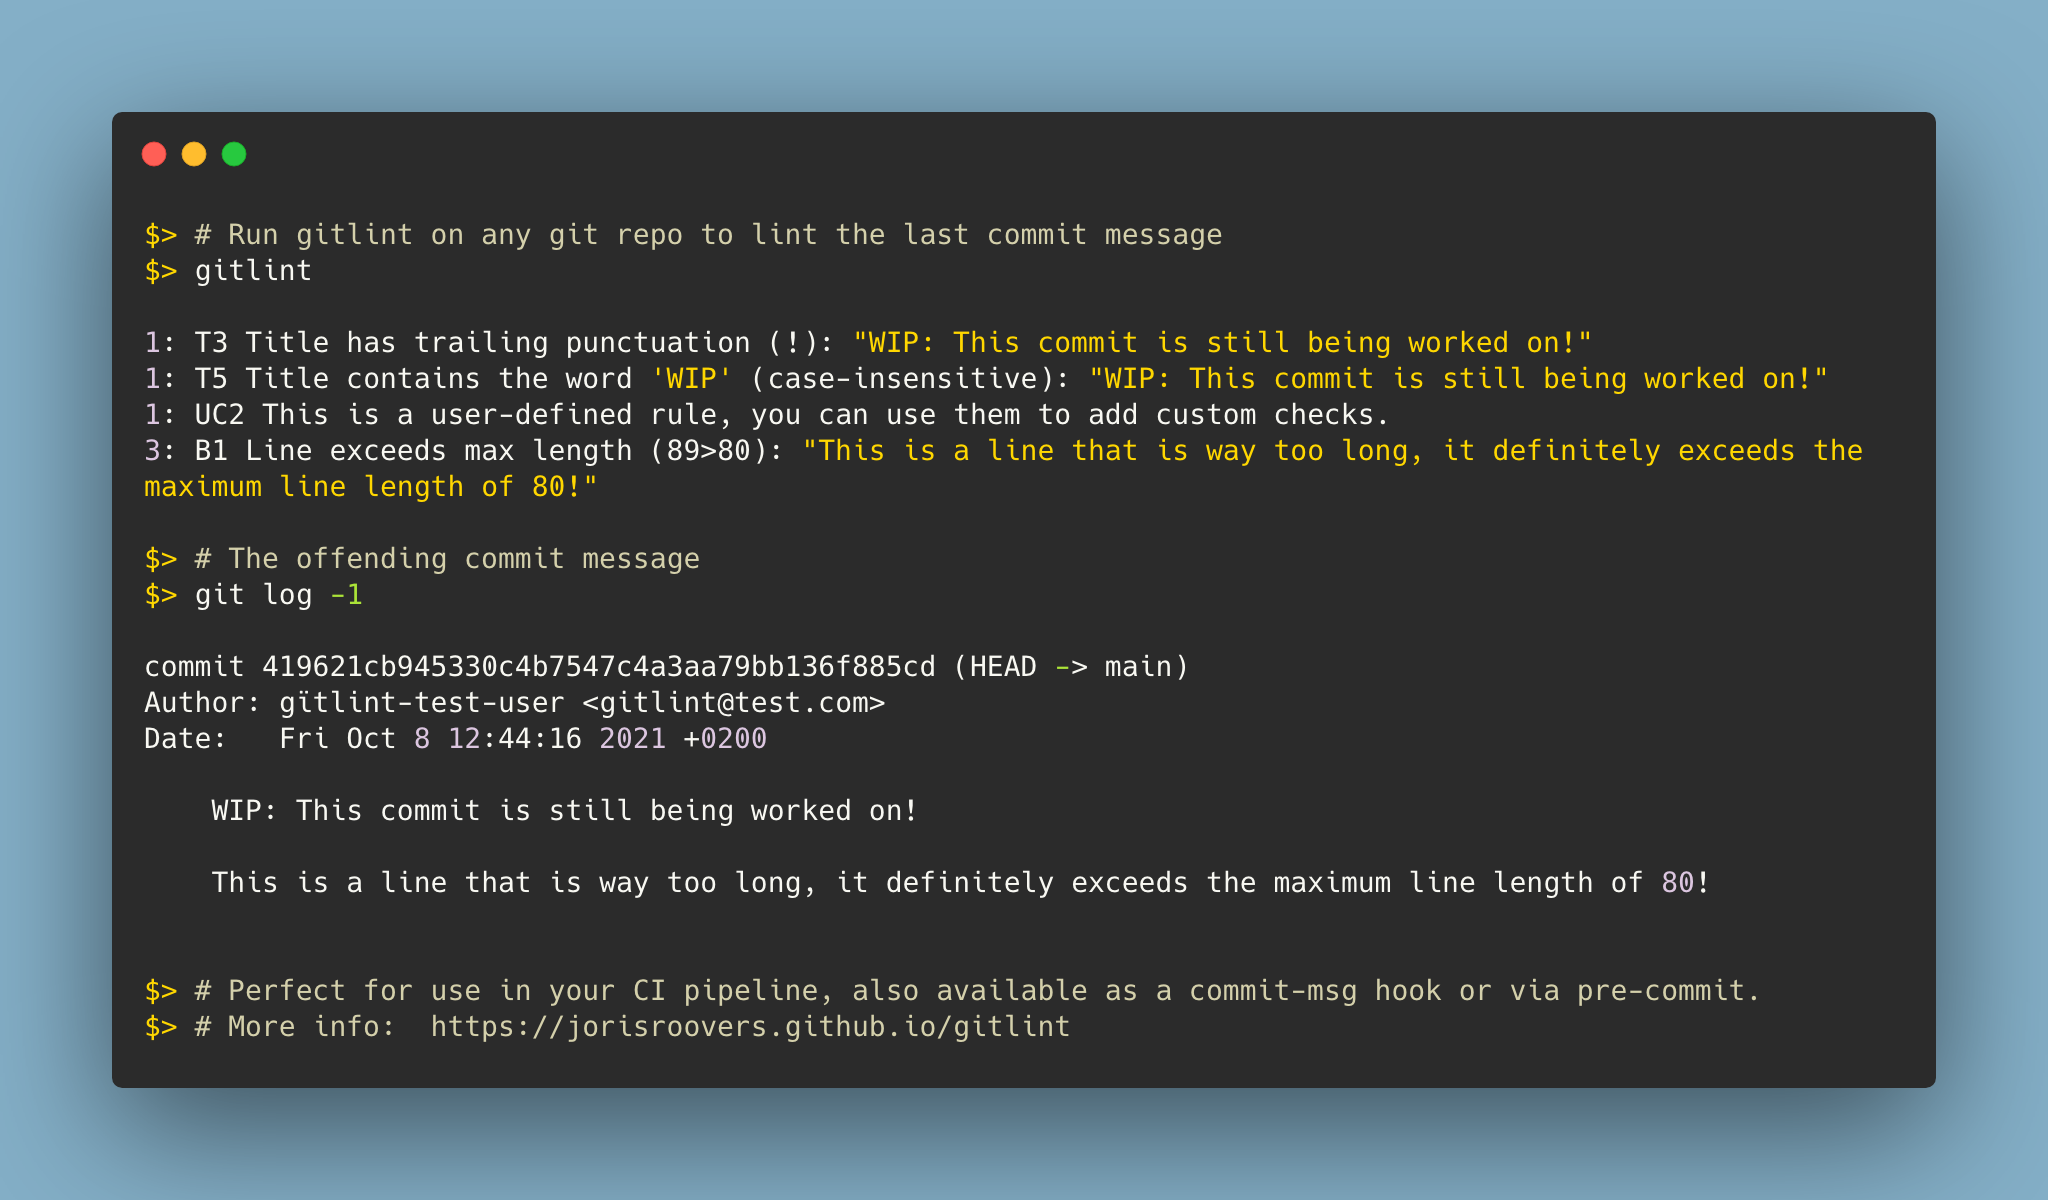 $> # Run gitlint on any git repo to lint the last commit message
$> gitlint
1: T3 Title has trailing punctuation (!): "WIP: This commit is still being worked on!"
1: T5 Title contains the word 'WIP' (case-insensitive): "WIP: This commit is still being worked on!"
1: UC2 This is a user-defined rule, you can use them to add custom checks.
3: B1 Line exceeds max length (89>80): "This is a line that is way too long, it definitely exceeds the
maximum line length of 80!"
$> # The offending commit message
$> git log -1
commit 419621cb945330c4b7547c4a3aa79bb136f885cd (HEAD -> main)
Author: gïtlint-test-user <gitlint@test.com>
Date:   Fri Oct 8 12:44:16 2021 +0200
WIP: This commit is still being worked on!
This is a line that is way too long, it definitely exceeds the maximum line length of 80!
$> # Perfect for use in your CI pipeline, also available as a commit-msg hook or via pre-commit.
$> # More info:  https://jorisroovers.github.io/gitlint